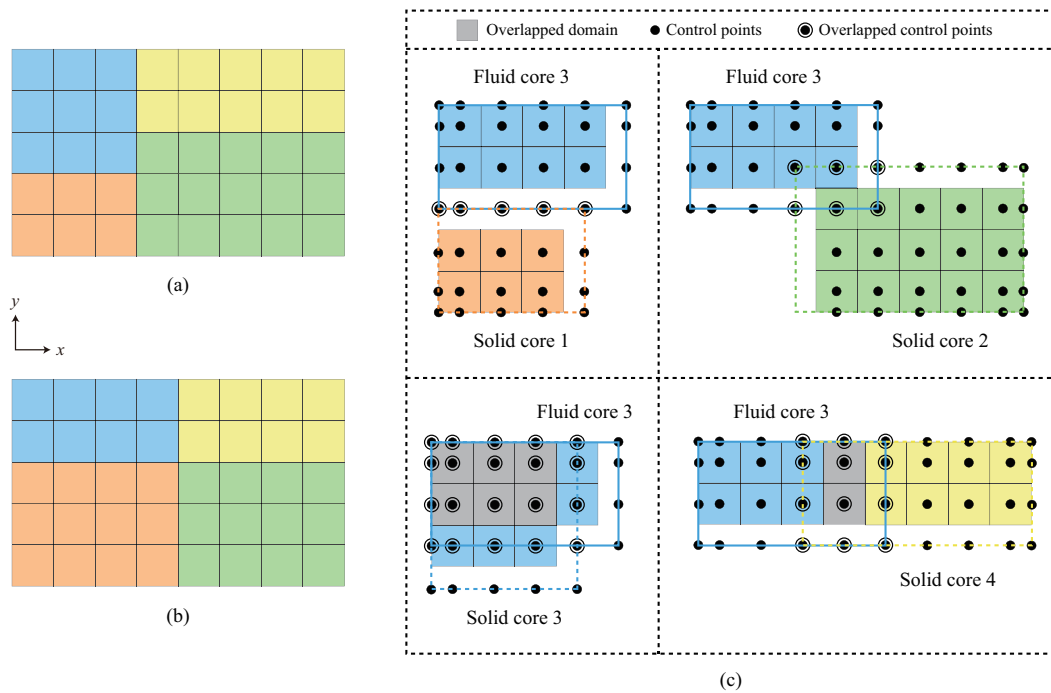 Overlapped domain Control points Overlapped control points
(a)
y
x
(b)
Fluid core 3
Solid core 1
Fluid core 3
Solid core 2
Fluid core 3
Solid core 3
Fluid core 3
Solid core 4
(c)